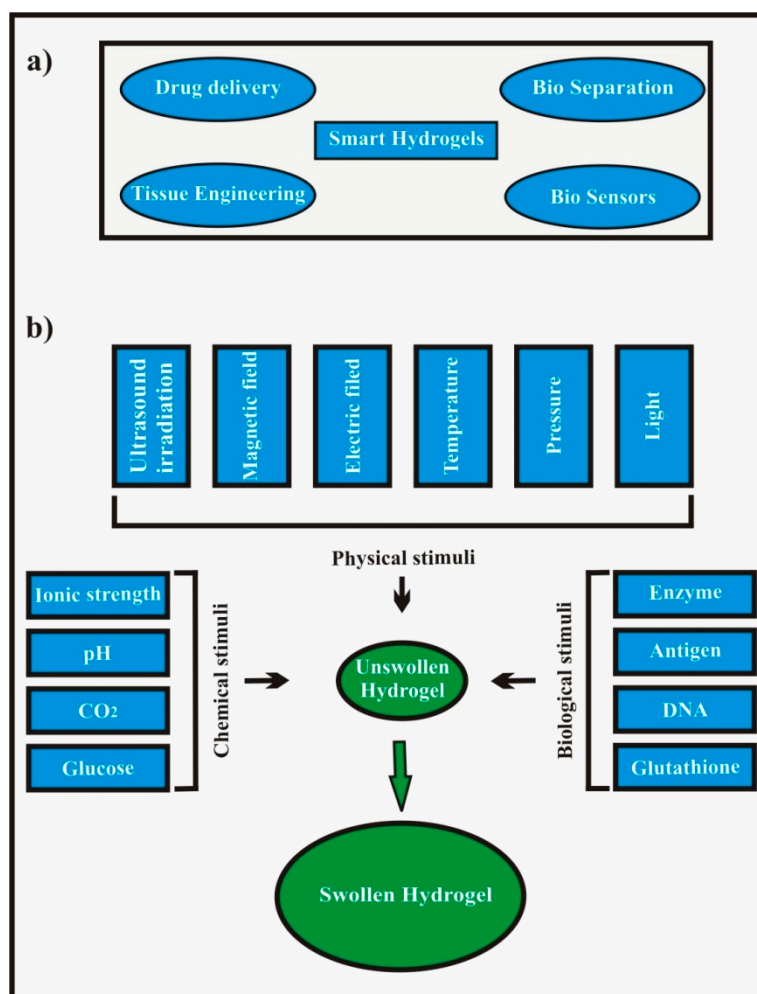 a)
Drug delivery
Bio Separation
Smart Hydrogels
Tissue Engineering
Bio Sensors
b)
Ultrasound
irradiation
Magnetic field
Electric filed
Temperature
Pressure
Light
Physical stimuli
Ionic strength
pH
CO2
Glucose
Chemical stimuli
Unswollen
Hydrogel
Biological stimuli
Enzyme
Antigen
DNA
Glutathione
Swollen Hydrogel